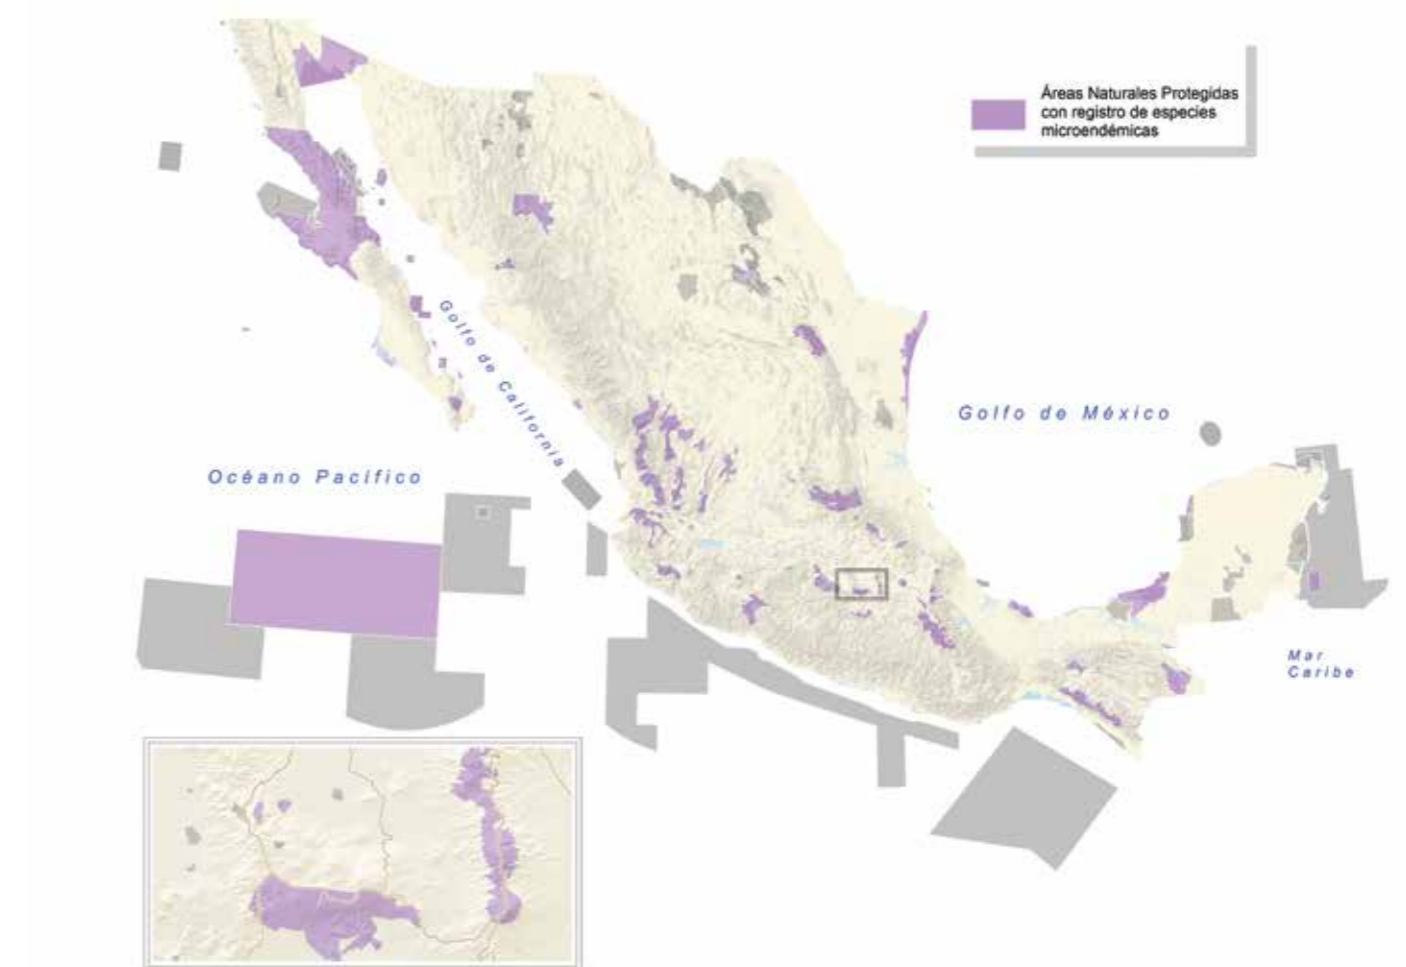 Áreas Naturales Protegidas
con registro de especies
microendémicas
Golfo de California
Golfo de México
Océano Pacífico
Mar
Caribe